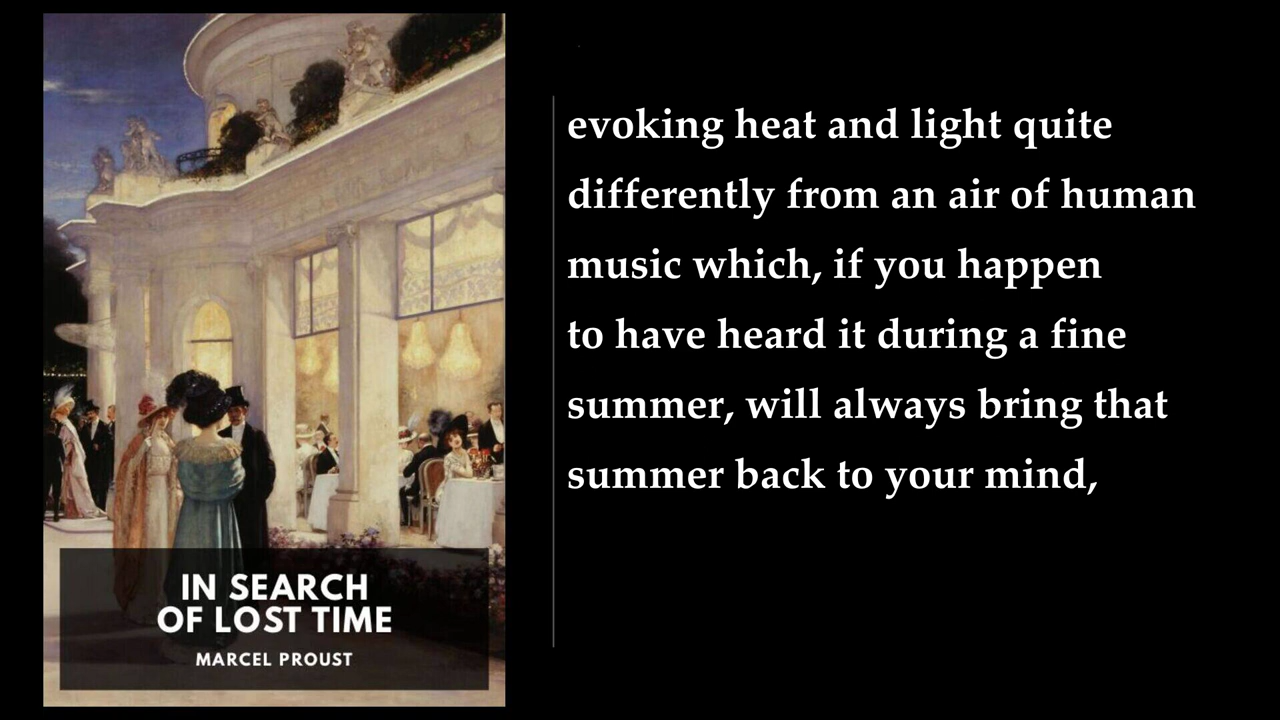 evoking heat and light quite
differently from an air of human
music which, if you happen
to have heard it during a fine
summer, will always bring that
summer back to your mind,
IN SEARCH
OF LOST TIME
MARCEL PROUST